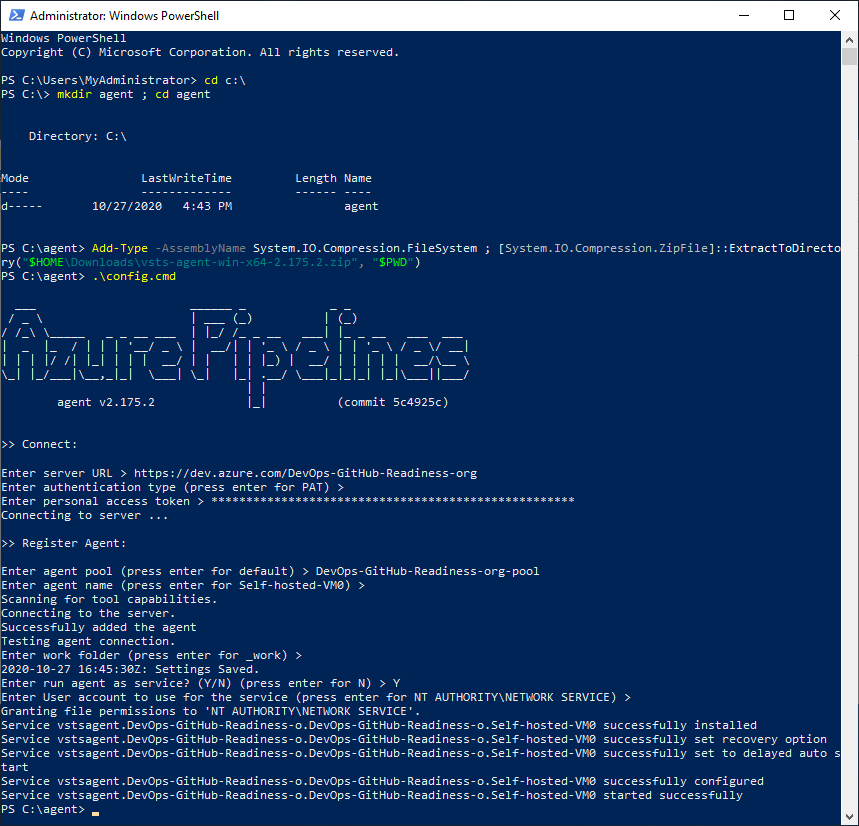 Administrator: Windows PowerShell
Windows PowerShell
Copyright (C) Microsoft Corporation. All rights reserved.
PS C:\Users\MyAdministrator> cd c:\
PS C:\> mkdir agent ; cd agent
Directory: C:\
Mode LastWriteTime Length Name
---- ------------- ------ ----
d----- 10/27/2020 4:43 PM agent
PS C:\agent> Add-Type -AssemblyName System.IO.Compression.FileSystem ; [System.IO.Compression.ZipFile]::ExtractToDirecto
ry("$HOME\Downloads\vsts-agent-win-x64-2.175.2.zip", "$PWD")
PS C:\agent> .\config.cmd
Azure Pipelines
agent v2.175.2 (commit 5c4925c)
>> Connect:
Enter server URL > https://dev.azure.com/DevOps-GitHub-Readiness-org
Enter authentication type (press enter for PAT) >
Enter personal access token > ****************************************************
Connecting to server ...
>> Register Agent:
Enter agent pool (press enter for default) > DevOps-GitHub-Readiness-org-pool
Enter agent name (press enter for Self-hosted-VM0) >
Scanning for tool capabilities.
Connecting to the server.
Successfully added the agent
Testing agent connection.
Enter work folder (press enter for _work) >
2020-10-27 16:45:30Z: Settings Saved.
Enter run agent as service? (Y/N) (press enter for N) > Y
Enter User account to use for the service (press enter for NT AUTHORITY\NETWORK SERVICE) >
Granting file permissions to 'NT AUTHORITY\NETWORK SERVICE'.
Service vstsagent.DevOps-GitHub-Readiness-o.DevOps-GitHub-Readiness-o.Self-hosted-VM0 successfully installed
Service vstsagent.DevOps-GitHub-Readiness-o.DevOps-GitHub-Readiness-o.Self-hosted-VM0 successfully set recovery option
Service vstsagent.DevOps-GitHub-Readiness-o.DevOps-GitHub-Readiness-o.Self-hosted-VM0 successfully set to delayed auto s
tart
Service vstsagent.DevOps-GitHub-Readiness-o.DevOps-GitHub-Readiness-o.Self-hosted-VM0 successfully configured
Service vstsagent.DevOps-GitHub-Readiness-o.DevOps-GitHub-Readiness-o.Self-hosted-VM0 started successfully
PS C:\agent>